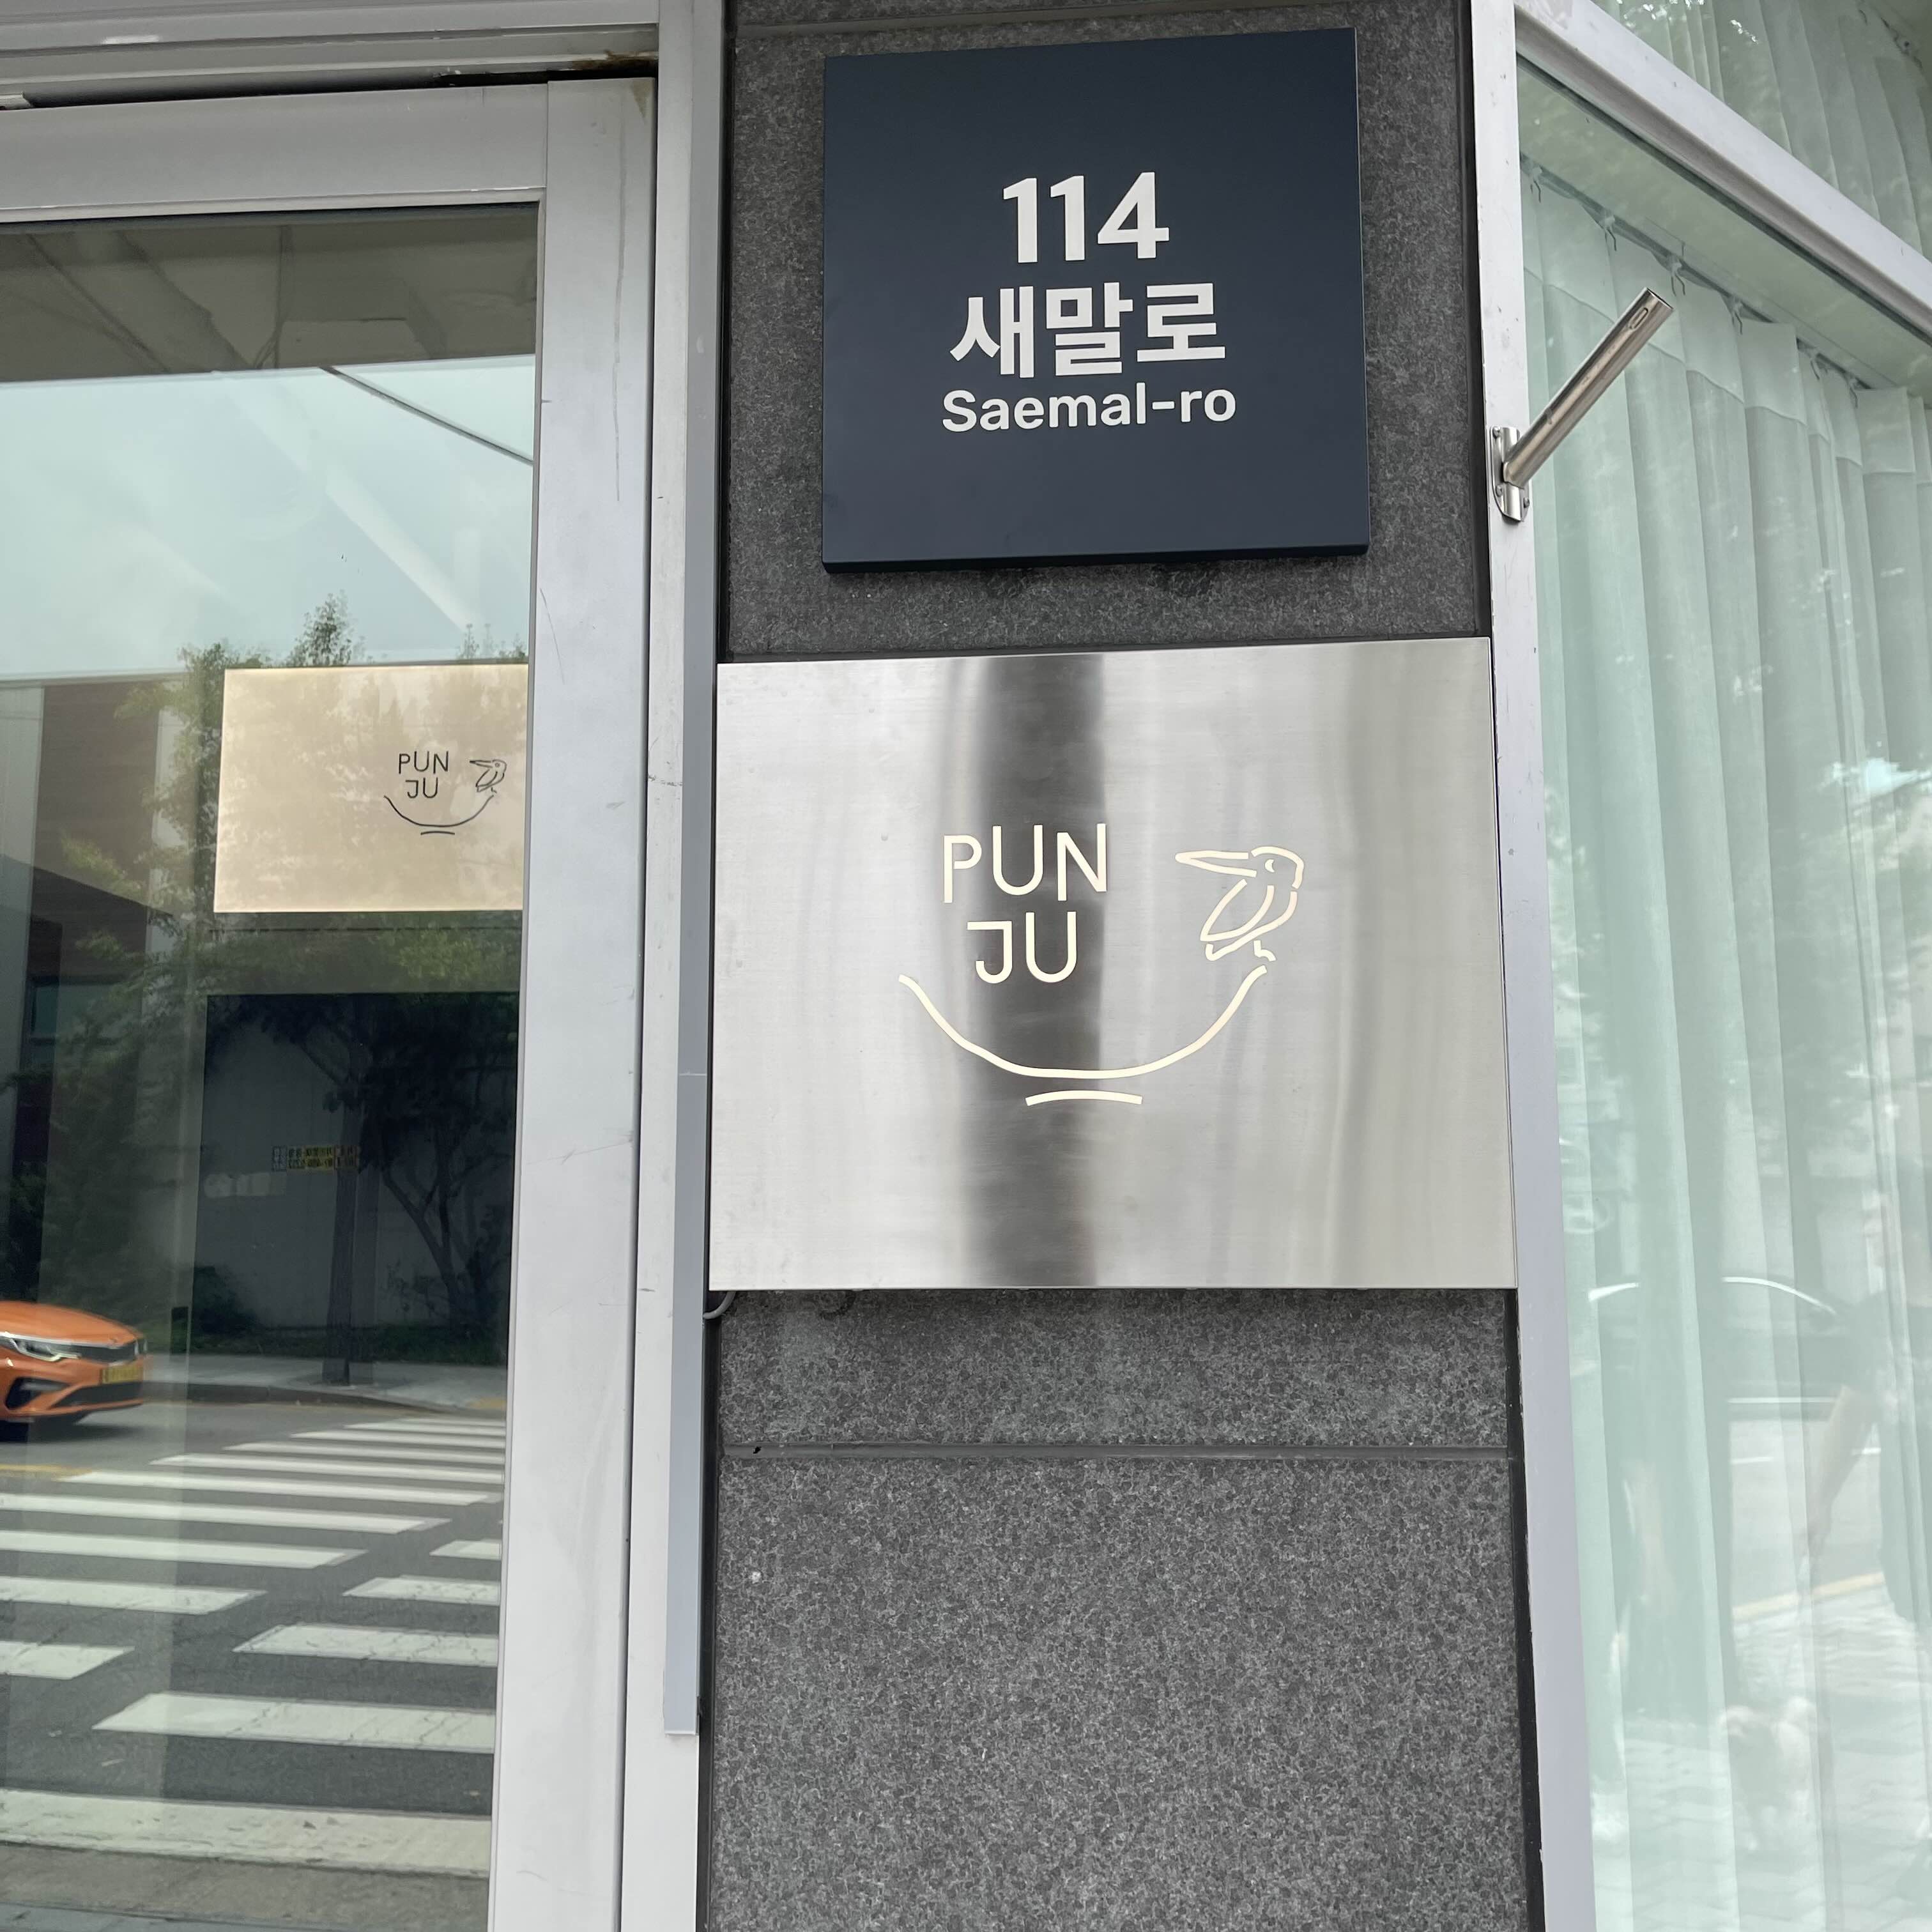 114
새말로
Saemal-ro
PUN
JU
PUN
JU